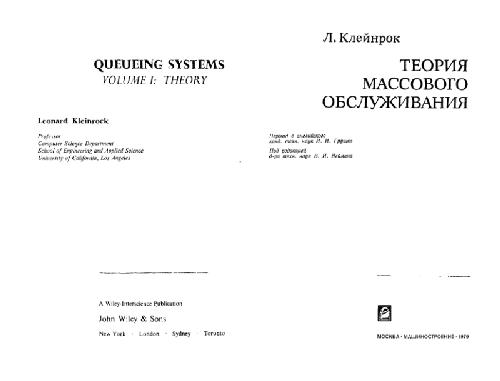 QUEUEING SYSTEMS
VOLUME I: THEORY
Leonard Kleinrock
Professor
Computer Science Department
School of Engineering and Applied Science
University of California, Los Angeles
A Wiley-Interscience Publication
John Wiley & Sons
New York · London · Sydney · Toronto
Л. Клейнрок
ТЕОРИЯ
МАССОВОГО
ОБСЛУЖИВАНИЯ
Перевод с английского
канд. техн. наук И. И.
Под редакцией
д-ра техн. наук В. И.
МОСКВА · МАШИНОСТРОЕНИЕ · 1979